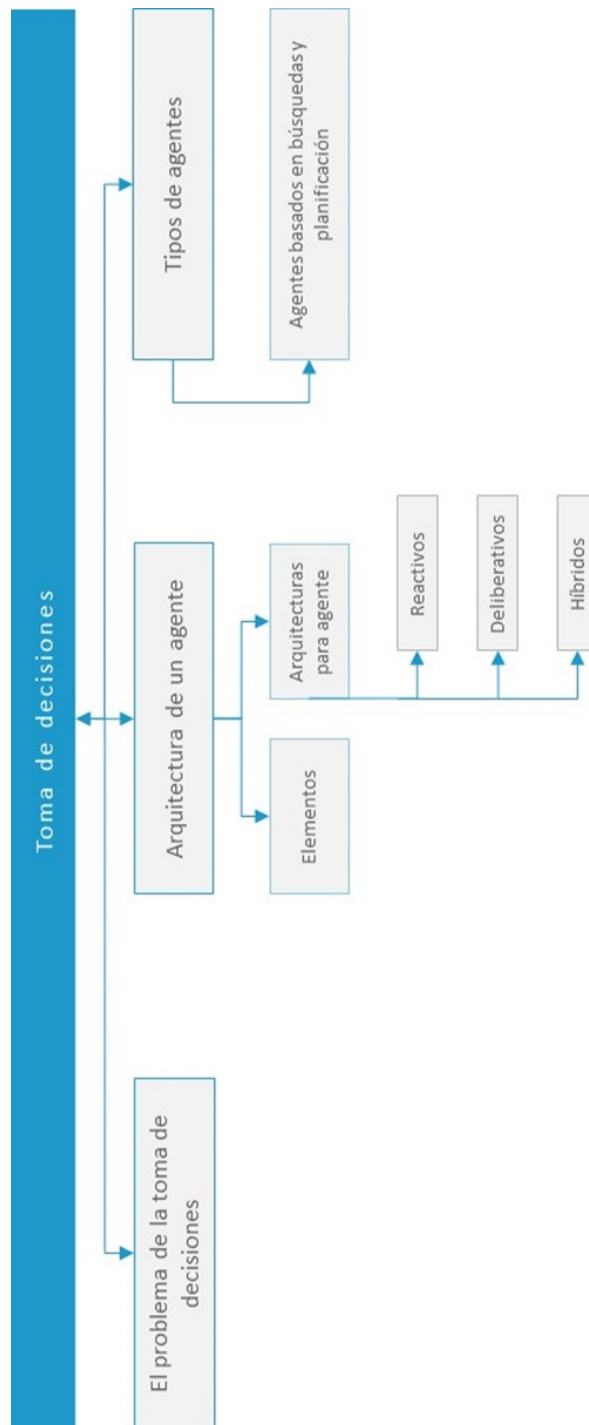 Toma de decisiones
El problema de la toma de
decisiones
Arquitectura de un agente
Tipos de agentes
Elementos
Arquitecturas
para agente
Agentes basados en búsquedas y
planificación
Reactivos
Deliberativos
Híbridos